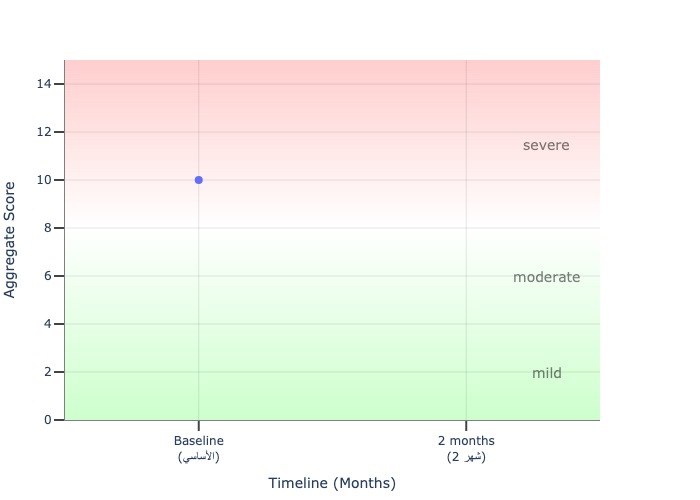 Aggregate Score
14
12
10
8
6
4
2
0
severe
moderate
mild
Baseline
(الأساسي)
2 months
(2 شهر)
Timeline (Months)